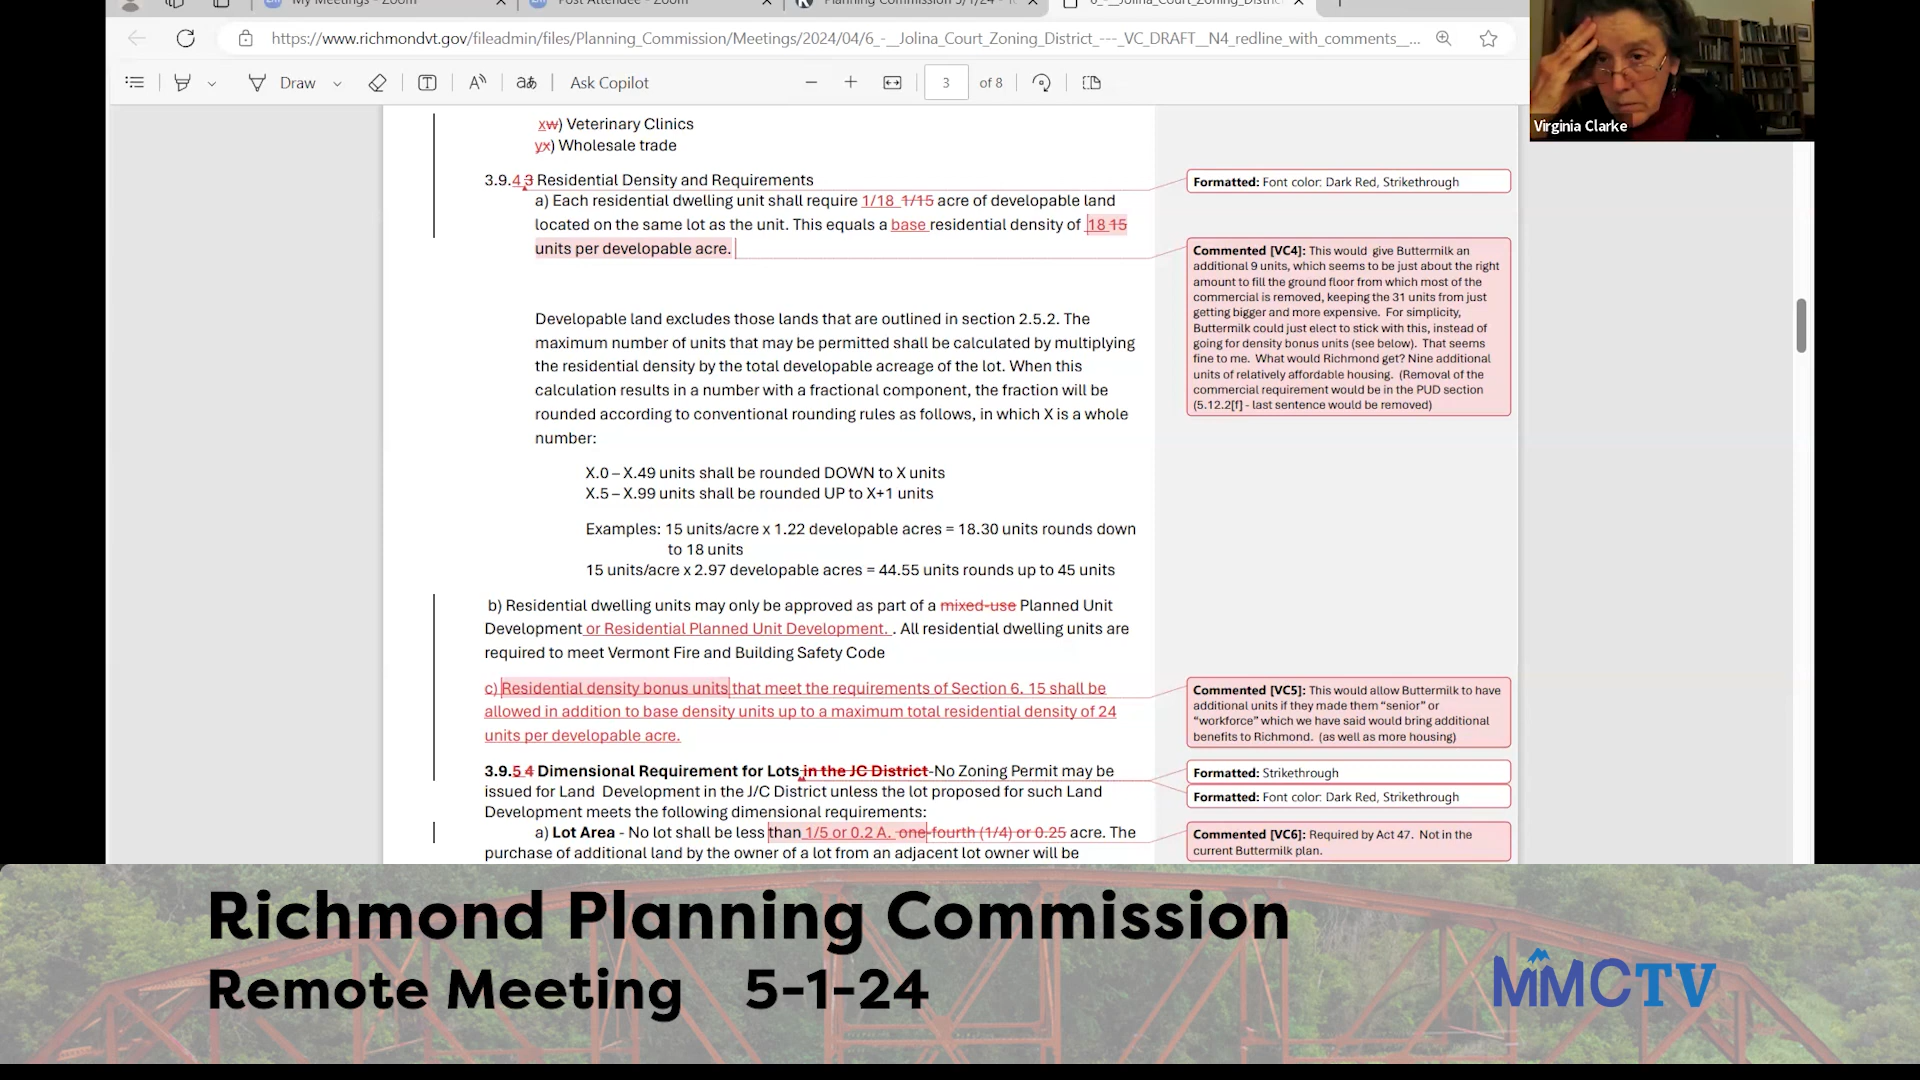 My Meetings - Zoom
Post Attendee - Zoom
Planning Commission 5/1/24 -
6_-__Jolina_Court_Zoning_Distric
https://www.richmondvt.gov/fileadmin/files/Planning_Commission/Meetings/2024/04/6_-__Jolina_Court_Zoning_District_---_VC_DRAFT__N4_redline_with_comments__...
Draw
Ask Copilot
3 of 8
Virginia Clarke
xw) Veterinary Clinics
yx) Wholesale trade
3.9.4 3 Residential Density and Requirements
a) Each residential dwelling unit shall require 1/18 1/15 acre of developable land
located on the same lot as the unit. This equals a base residential density of 18 15
units per developable acre.
Developable land excludes those lands that are outlined in section 2.5.2. The
maximum number of units that may be permitted shall be calculated by multiplying
the residential density by the total developable acreage of the lot. When this
calculation results in a number with a fractional component, the fraction will be
rounded according to conventional rounding rules as follows, in which X is a whole
number:
X.0 – X.49 units shall be rounded DOWN to X units
X.5 – X.99 units shall be rounded UP to X+1 units
Examples: 15 units/acre x 1.22 developable acres = 18.30 units rounds down
to 18 units
15 units/acre x 2.97 developable acres = 44.55 units rounds up to 45 units
b) Residential dwelling units may only be approved as part of a mixed-use Planned Unit
Development or Residential Planned Unit Development. . All residential dwelling units are
required to meet Vermont Fire and Building Safety Code
c) Residential density bonus units that meet the requirements of Section 6. 15 shall be
allowed in addition to base density units up to a maximum total residential density of 24
units per developable acre.
3.9.5 4 Dimensional Requirement for Lots in the JC District-No Zoning Permit may be
issued for Land Development in the J/C District unless the lot proposed for such Land
Development meets the following dimensional requirements:
a) Lot Area - No lot shall be less than 1/5 or 0.2 A. one-fourth (1/4) or 0.25 acre. The
purchase of additional land by the owner of a lot from an adjacent lot owner will be
Formatted: Font color: Dark Red, Strikethrough
Commented [VC4]: This would give Buttermilk an
additional 9 units, which seems to be just about the right
amount to fill the ground floor from which most of the
commercial is removed, keeping the 31 units from just
getting bigger and more expensive. For simplicity,
Buttermilk could just elect to stick with this, instead of
going for density bonus units (see below). That seems
fine to me. What would Richmond get? Nine additional
units of relatively affordable housing. (Removal of the
commercial requirement would be in the PUD section
(5.12.2[f] - last sentence would be removed)
Commented [VC5]: This would allow Buttermilk to have
additional units if they made them “senior” or
“workforce” which we have said would bring additional
benefits to Richmond. (as well as more housing)
Formatted: Strikethrough
Formatted: Font color: Dark Red, Strikethrough
Commented [VC6]: Required by Act 47. Not in the
current Buttermilk plan.
Richmond Planning Commission
Remote Meeting 5-1-24
MMCTV